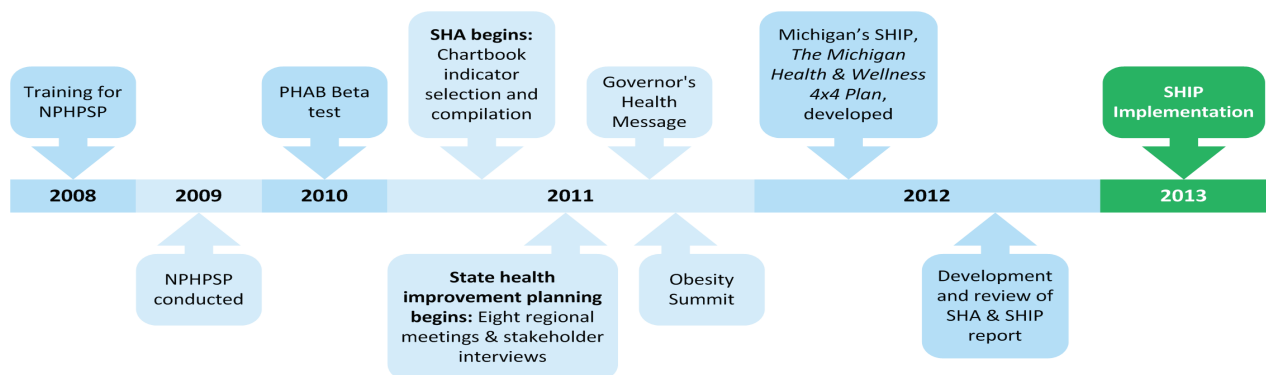 SHA begins:
Chartbook
indicator
selection and
compilation
Michigan's SHIP,
The Michigan
Health & Wellness
4x4 Plan,
developed
Training for
NPHPSP
PHAB Beta
test
Governor's
Health
Message
SHIP
Implementation
2008
2009
2010
2011
2012
2013
NPHPSP
conducted
State health
improvement planning
begins: Eight regional
meetings & stakeholder
interviews
Obesity
Summit
Development
and review of
SHA & SHIP
report